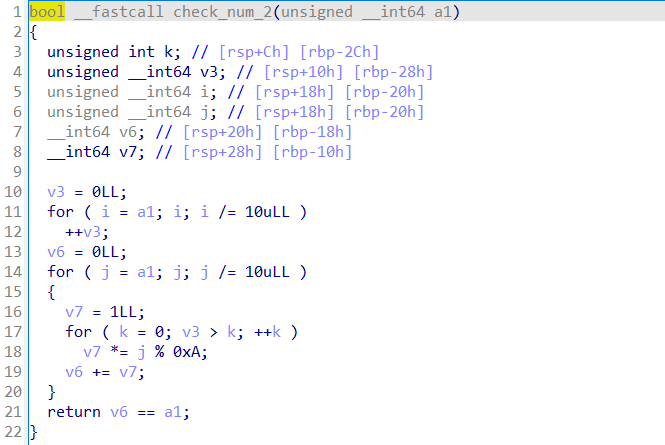 1 bool __fastcall check_num_2(unsigned __int64 a1)
2 {
3   unsigned int k; // [rsp+Ch] [rbp-2Ch]
4   unsigned __int64 v3; // [rsp+10h] [rbp-28h]
5   unsigned __int64 i; // [rsp+18h] [rbp-20h]
6   unsigned __int64 j; // [rsp+18h] [rbp-20h]
7   __int64 v6; // [rsp+20h] [rbp-18h]
8   __int64 v7; // [rsp+28h] [rbp-10h]
9
10   v3 = 0LL;
11   for ( i = a1; i; i /= 10uLL )
12     ++v3;
13   v6 = 0LL;
14   for ( j = a1; j; j /= 10uLL )
15   {
16     v7 = 1LL;
17     for ( k = 0; v3 > k; ++k )
18       v7 *= j % 0xA;
19     v6 += v7;
20   }
21   return v6 == a1;
22 }